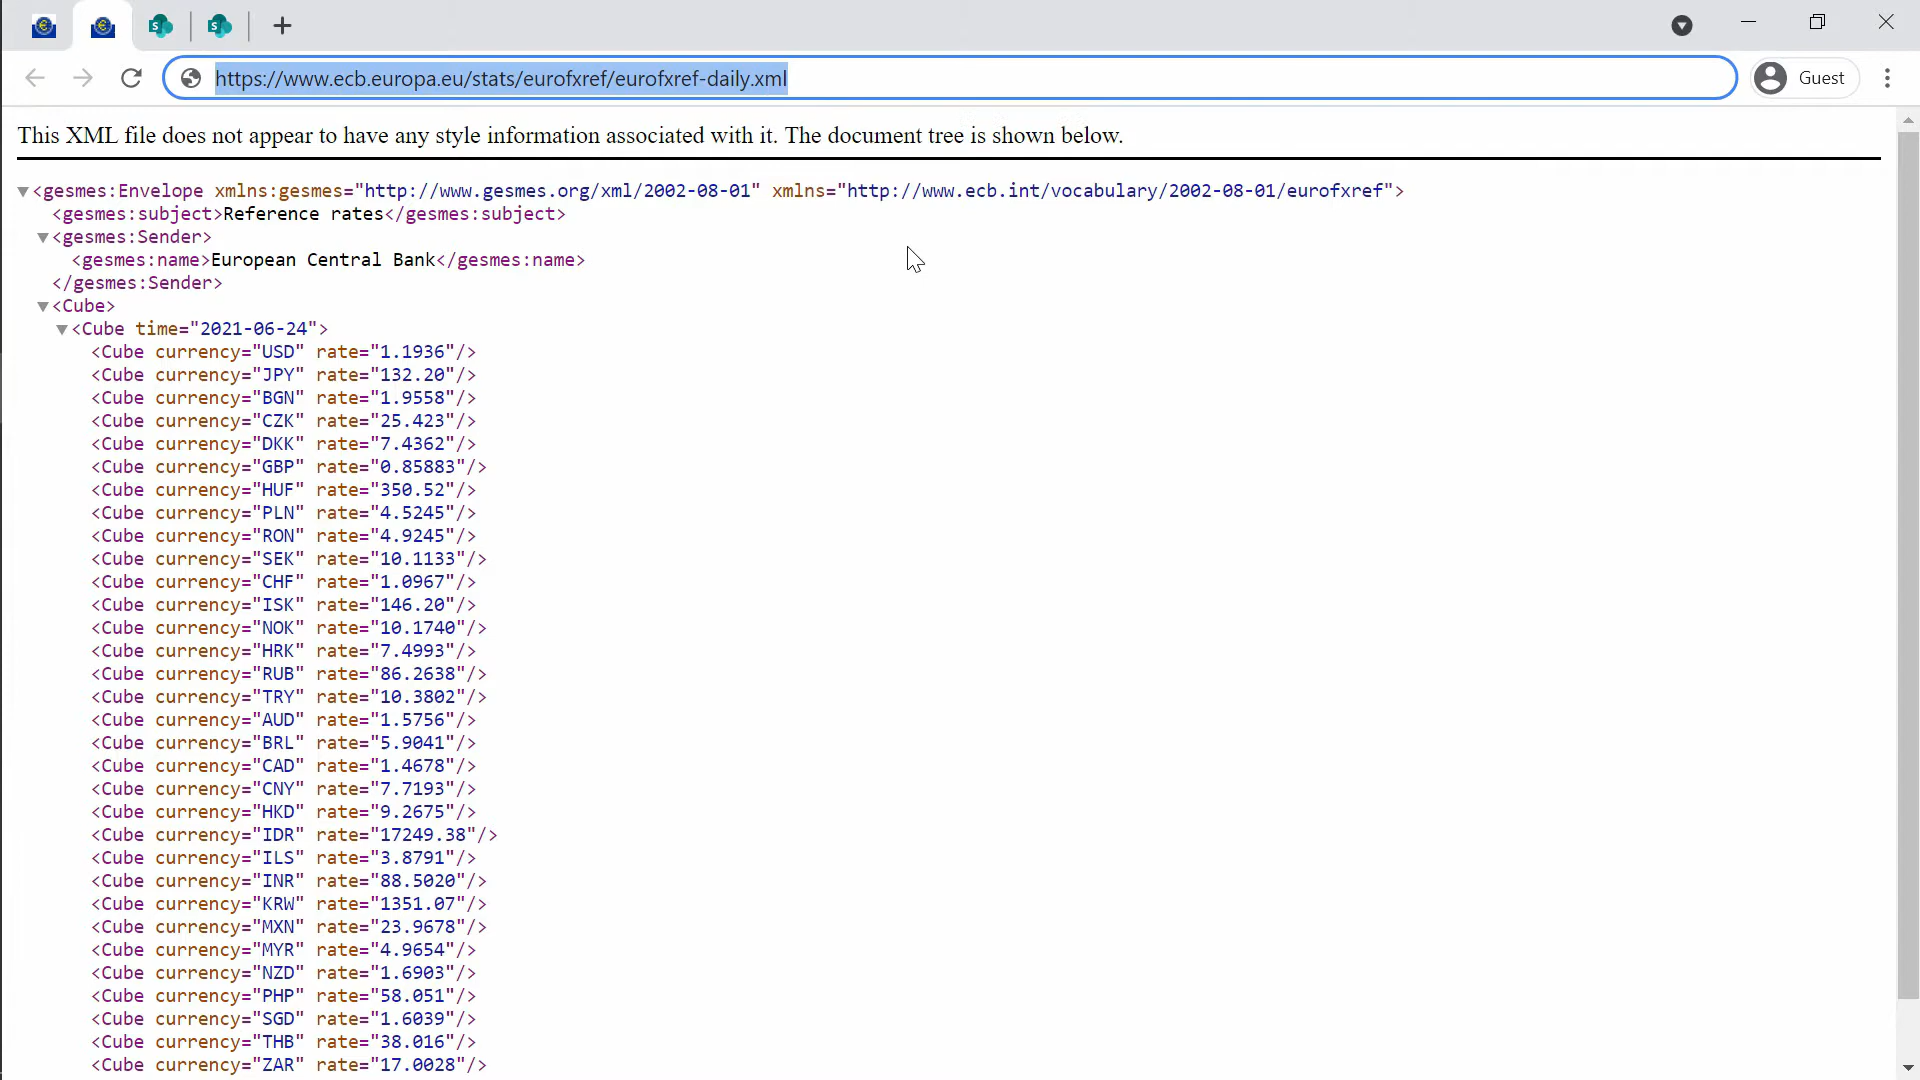 https://www.ecb.europa.eu/stats/eurofxref/eurofxref-daily.xml
Guest
This XML file does not appear to have any style information associated with it. The document tree is shown below.
<gesmes:Envelope xmlns:gesmes="http://www.gesmes.org/xml/2002-08-01" xmlns="http://www.ecb.int/vocabulary/2002-08-01/eurofxref">
<gesmes:subject>Reference rates</gesmes:subject>
<gesmes:Sender>
<gesmes:name>European Central Bank</gesmes:name>
</gesmes:Sender>
<Cube>
<Cube time="2021-06-24">
<Cube currency="USD" rate="1.1936"/>
<Cube currency="JPY" rate="132.20"/>
<Cube currency="BGN" rate="1.9558"/>
<Cube currency="CZK" rate="25.423"/>
<Cube currency="DKK" rate="7.4362"/>
<Cube currency="GBP" rate="0.85883"/>
<Cube currency="HUF" rate="350.52"/>
<Cube currency="PLN" rate="4.5245"/>
<Cube currency="RON" rate="4.9245"/>
<Cube currency="SEK" rate="10.1133"/>
<Cube currency="CHF" rate="1.0967"/>
<Cube currency="ISK" rate="146.20"/>
<Cube currency="NOK" rate="10.1740"/>
<Cube currency="HRK" rate="7.4993"/>
<Cube currency="RUB" rate="86.2638"/>
<Cube currency="TRY" rate="10.3802"/>
<Cube currency="AUD" rate="1.5756"/>
<Cube currency="BRL" rate="5.9041"/>
<Cube currency="CAD" rate="1.4678"/>
<Cube currency="CNY" rate="7.7193"/>
<Cube currency="HKD" rate="9.2675"/>
<Cube currency="IDR" rate="17249.38"/>
<Cube currency="ILS" rate="3.8791"/>
<Cube currency="INR" rate="88.5020"/>
<Cube currency="KRW" rate="1351.07"/>
<Cube currency="MXN" rate="23.9678"/>
<Cube currency="MYR" rate="4.9654"/>
<Cube currency="NZD" rate="1.6903"/>
<Cube currency="PHP" rate="58.051"/>
<Cube currency="SGD" rate="1.6039"/>
<Cube currency="THB" rate="38.016"/>
<Cube currency="ZAR" rate="17.0028"/>